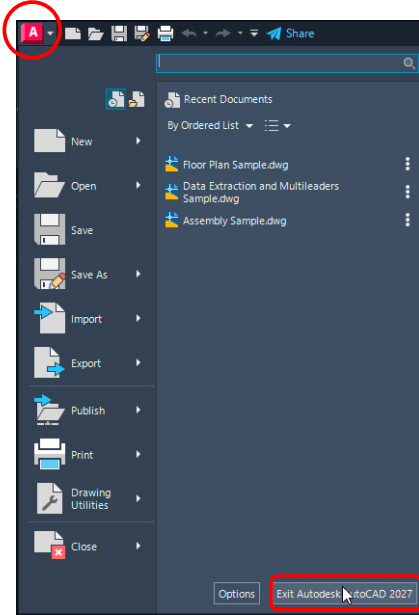 A
Share
Recent Documents
By Ordered List
New
Floor Plan Sample.dwg
Open
Data Extraction and Multileaders
Sample.dwg
Save
Assembly Sample.dwg
Save As
Import
Export
Publish
Print
Drawing
Utilities
Close
Options
Exit Autodesk AutoCAD 2027